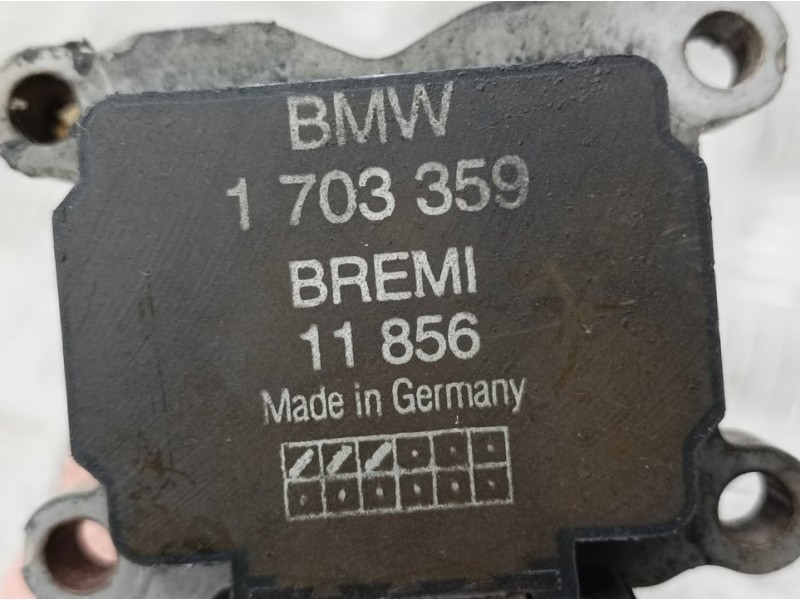 BMW
1 703 359
BREMI
11 856
Made in Germany